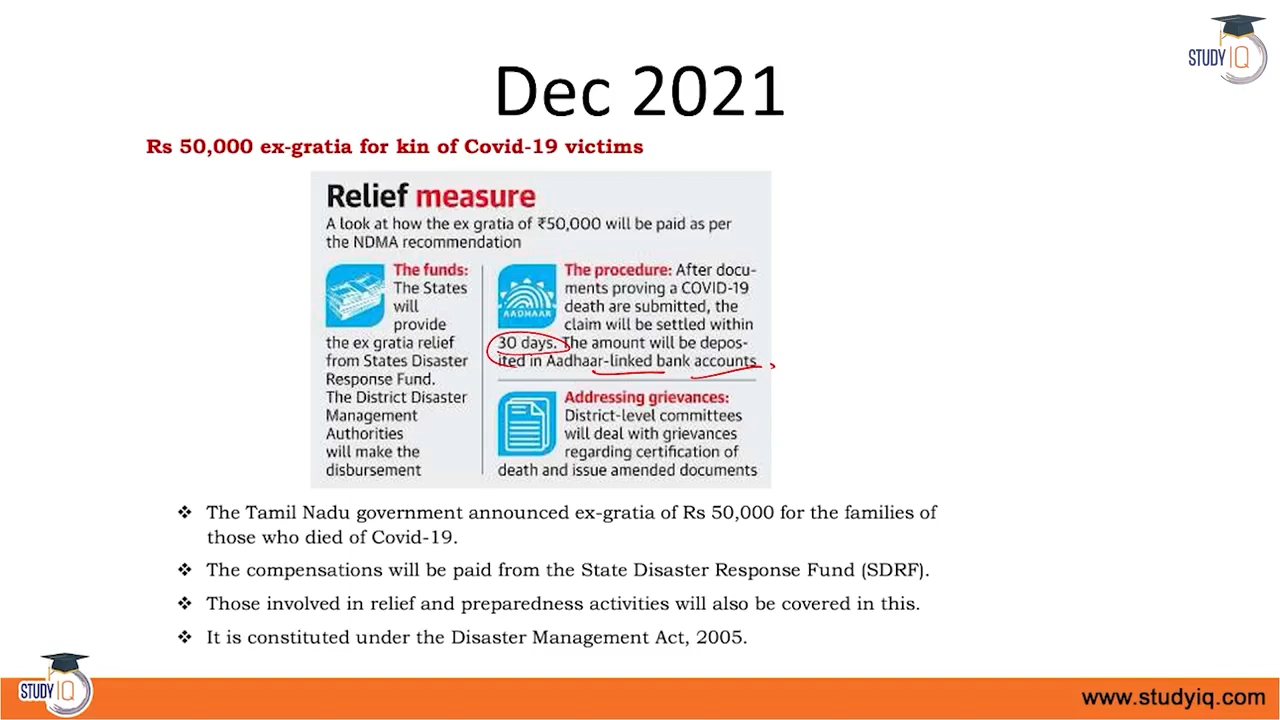 STUDY IQ
Dec 2021
Rs 50,000 ex-gratia for kin of Covid-19 victims
Relief measure
A look at how the ex gratia of ₹50,000 will be paid as per
the NDMA recommendation
The funds:
The States
will
provide
the ex gratia relief
from States Disaster
Response Fund.
The District Disaster
Management
Authorities
will make the
disbursement
AADHAAR
The procedure: After docu-
ments proving a COVID-19
death are submitted, the
claim will be settled within
30 days. The amount will be depos-
ited in Aadhaar-linked bank accounts
Addressing grievances:
District-level committees
will deal with grievances
regarding certification of
death and issue amended documents
❖ The Tamil Nadu government announced ex-gratia of Rs 50,000 for the families of
those who died of Covid-19.
❖ The compensations will be paid from the State Disaster Response Fund (SDRF).
❖ Those involved in relief and preparedness activities will also be covered in this.
❖ It is constituted under the Disaster Management Act, 2005.
STUDY IQ
www.studyiq.com